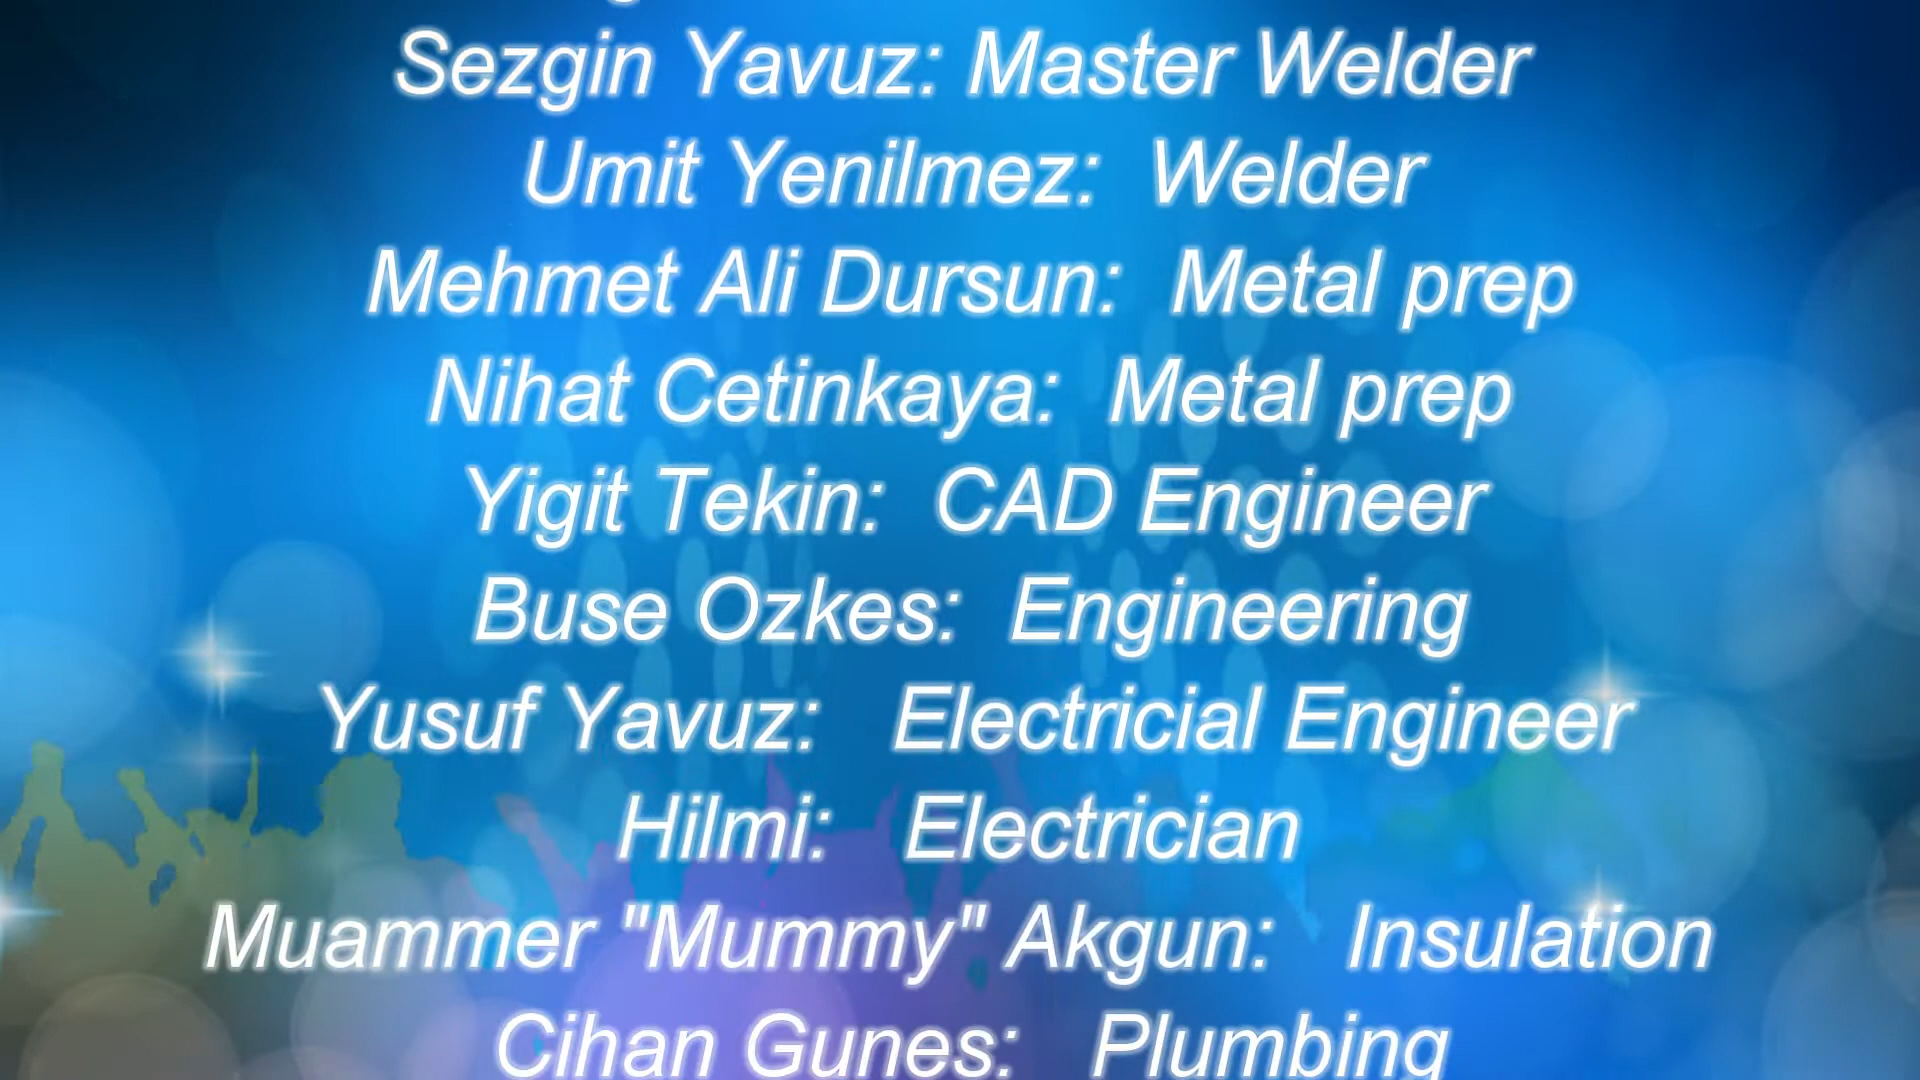 Sezgin Yavuz: Master Welder
Umit Yenilmez: Welder
Mehmet Ali Dursun: Metal prep
Nihat Cetinkaya: Metal prep
Yigit Tekin: CAD Engineer
Buse Ozkes: Engineering
Yusuf Yavuz: Electricial Engineer
Hilmi: Electrician
Muammer "Mummy" Akgun: Insulation
Cihan Gunes: Plumbing